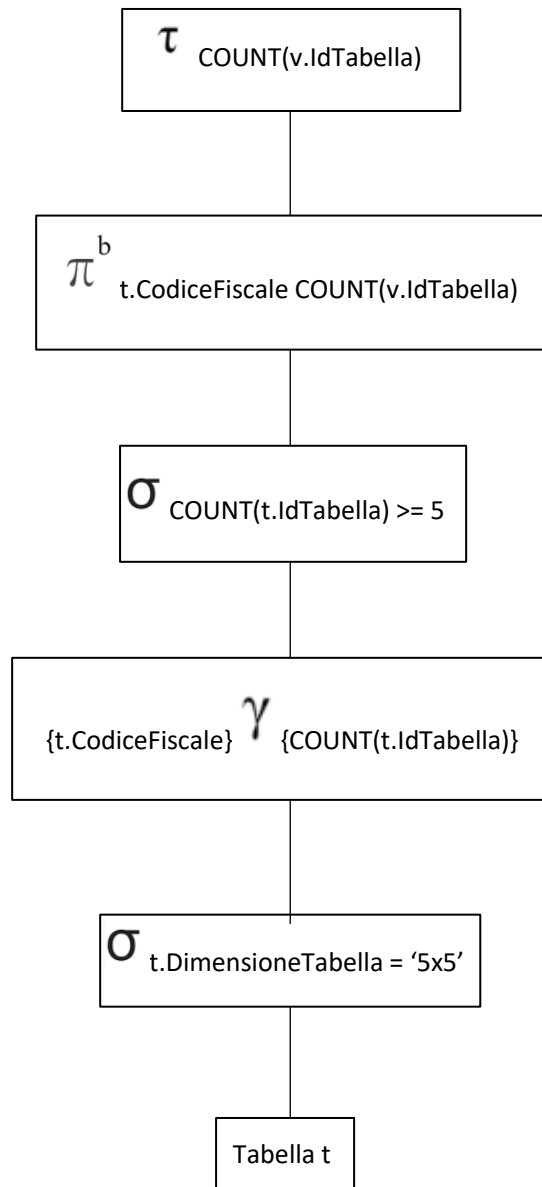 τ COUNT(v.IdTabella)
π b t.CodiceFiscale COUNT(v.IdTabella)
σ COUNT(t.IdTabella) >= 5
{t.CodiceFiscale} γ {COUNT(t.IdTabella)}
σ t.DimensioneTabella = ‘5x5’
Tabella t